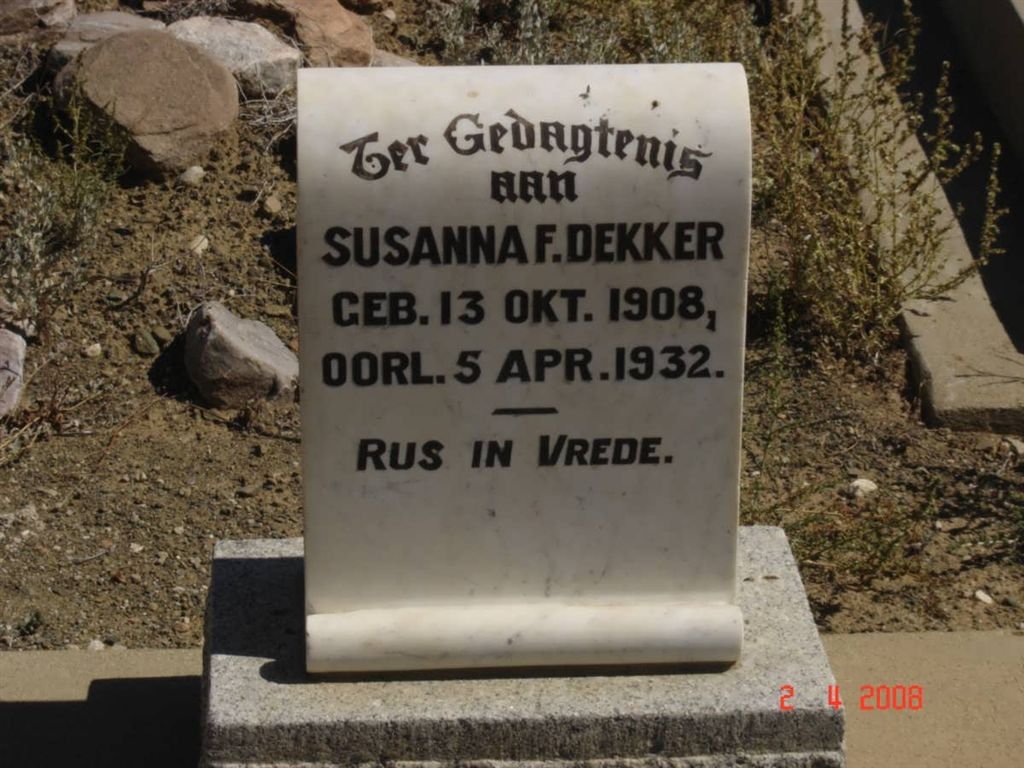 Ter Gedagtenis
aan
SUSANNA F. DEKKER
GEB. 13 OKT. 1908,
OORL. 5 APR. 1932.
—
RUS IN VREDE.
2 4 2008